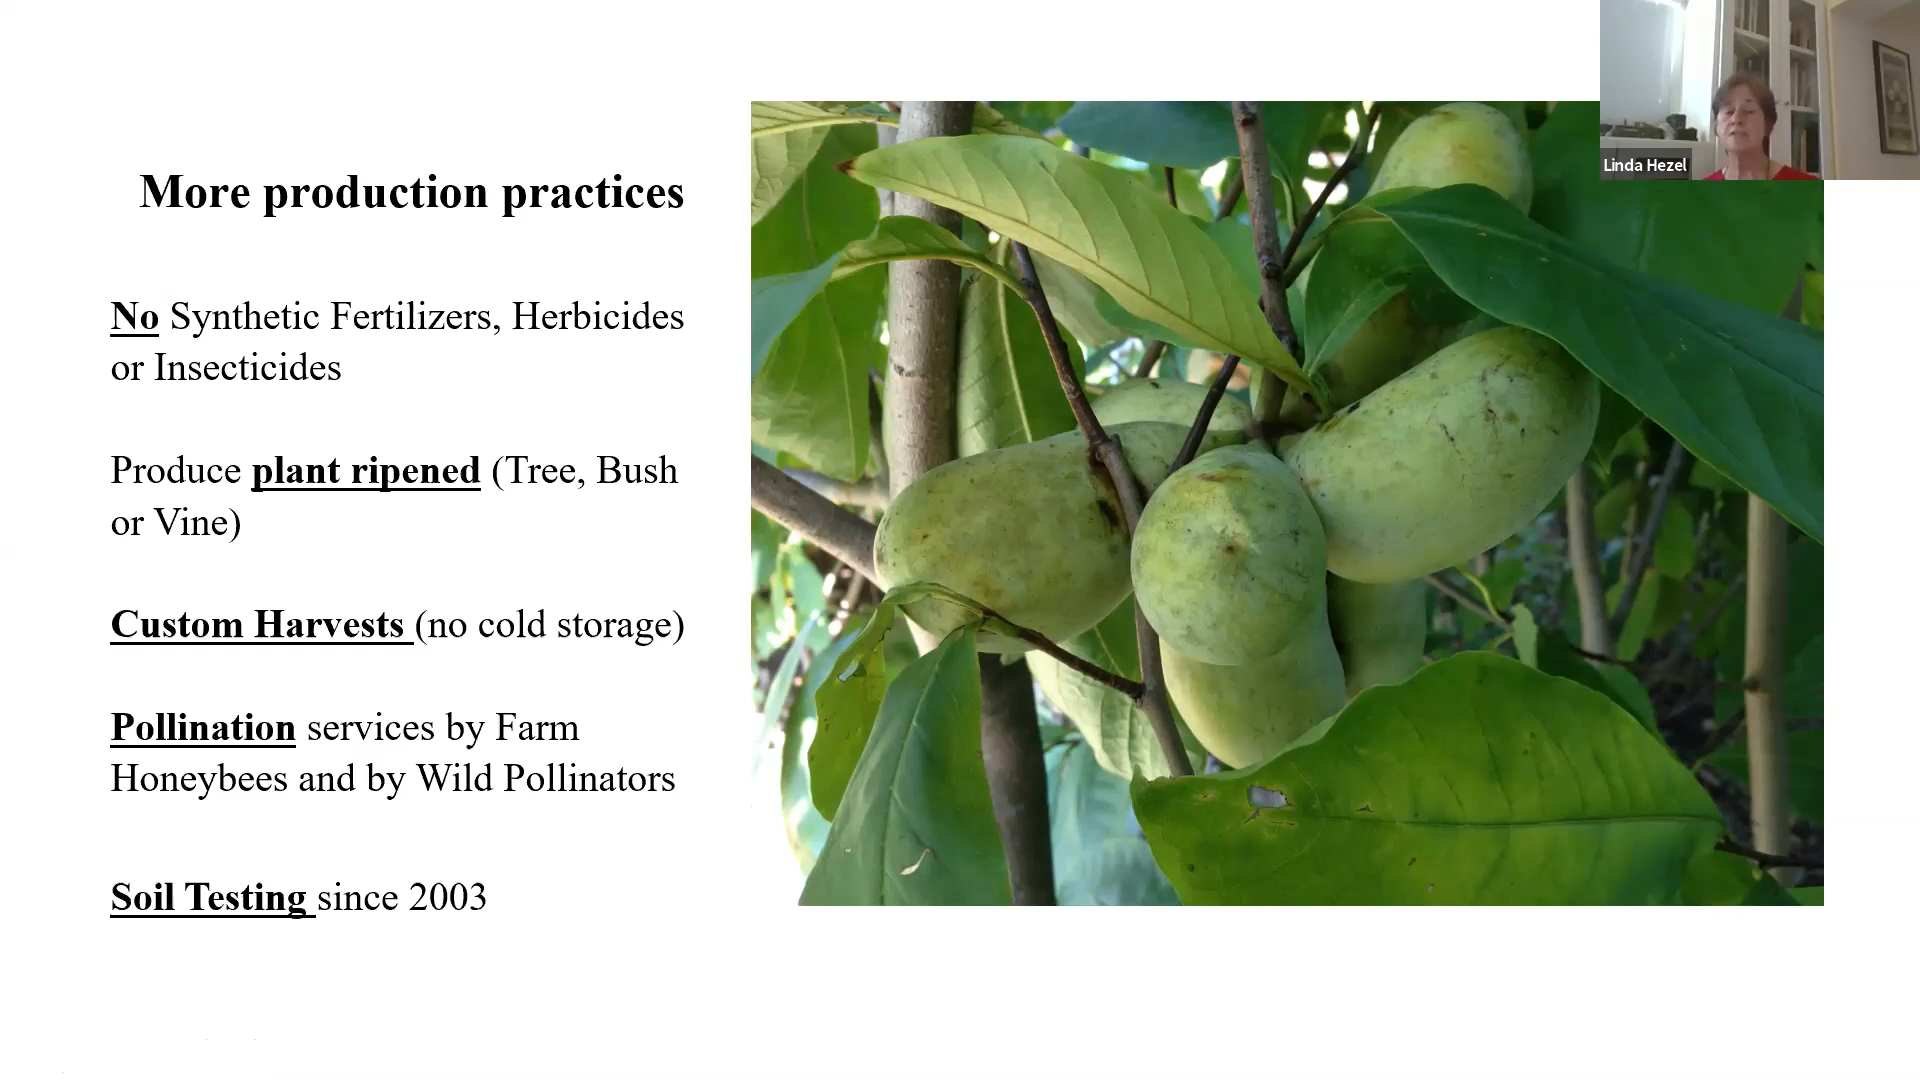 Linda Hezel
More production practices
No Synthetic Fertilizers, Herbicides
or Insecticides
Produce plant ripened (Tree, Bush
or Vine)
Custom Harvests (no cold storage)
Pollination services by Farm
Honeybees and by Wild Pollinators
Soil Testing since 2003